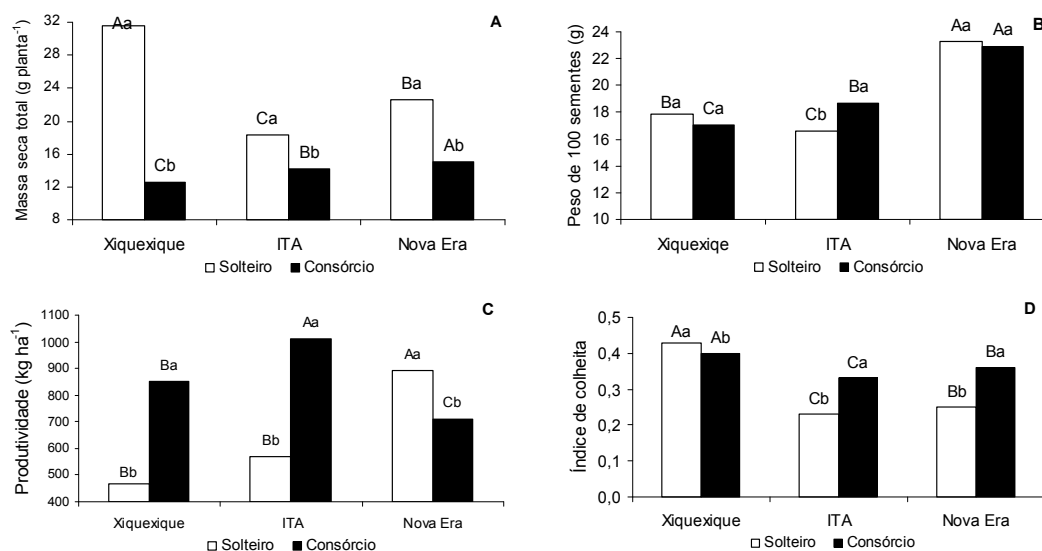 A
Massa seca total (g planta-1)
32
28
24
20
16
12
8
Aa
Cb
Ca
Bb
Ba
Ab
Xiquexique ITA Nova Era
□ Solteiro ■ Consórcio
B
Peso de 100 sementes (g)
24
22
20
18
16
14
12
10
Ba
Ca
Cb
Ba
Aa
Aa
Xiquexiqe ITA Nova Era
□ Solteiro ■ Consórcio
C
Produtividade (kg ha-1)
1100
1000
900
800
700
600
500
400
Bb
Ba
Bb
Aa
Aa
Cb
Xiquexique ITA Nova Era
□ Solteiro ■ Consórcio
D
Índice de colheita
0,5
0,4
0,3
0,2
0,1
0,0
Aa
Ab
Cb
Ca
Bb
Ba
Xiquexique ITA Nova Era
□ Solteiro ■ Consórcio